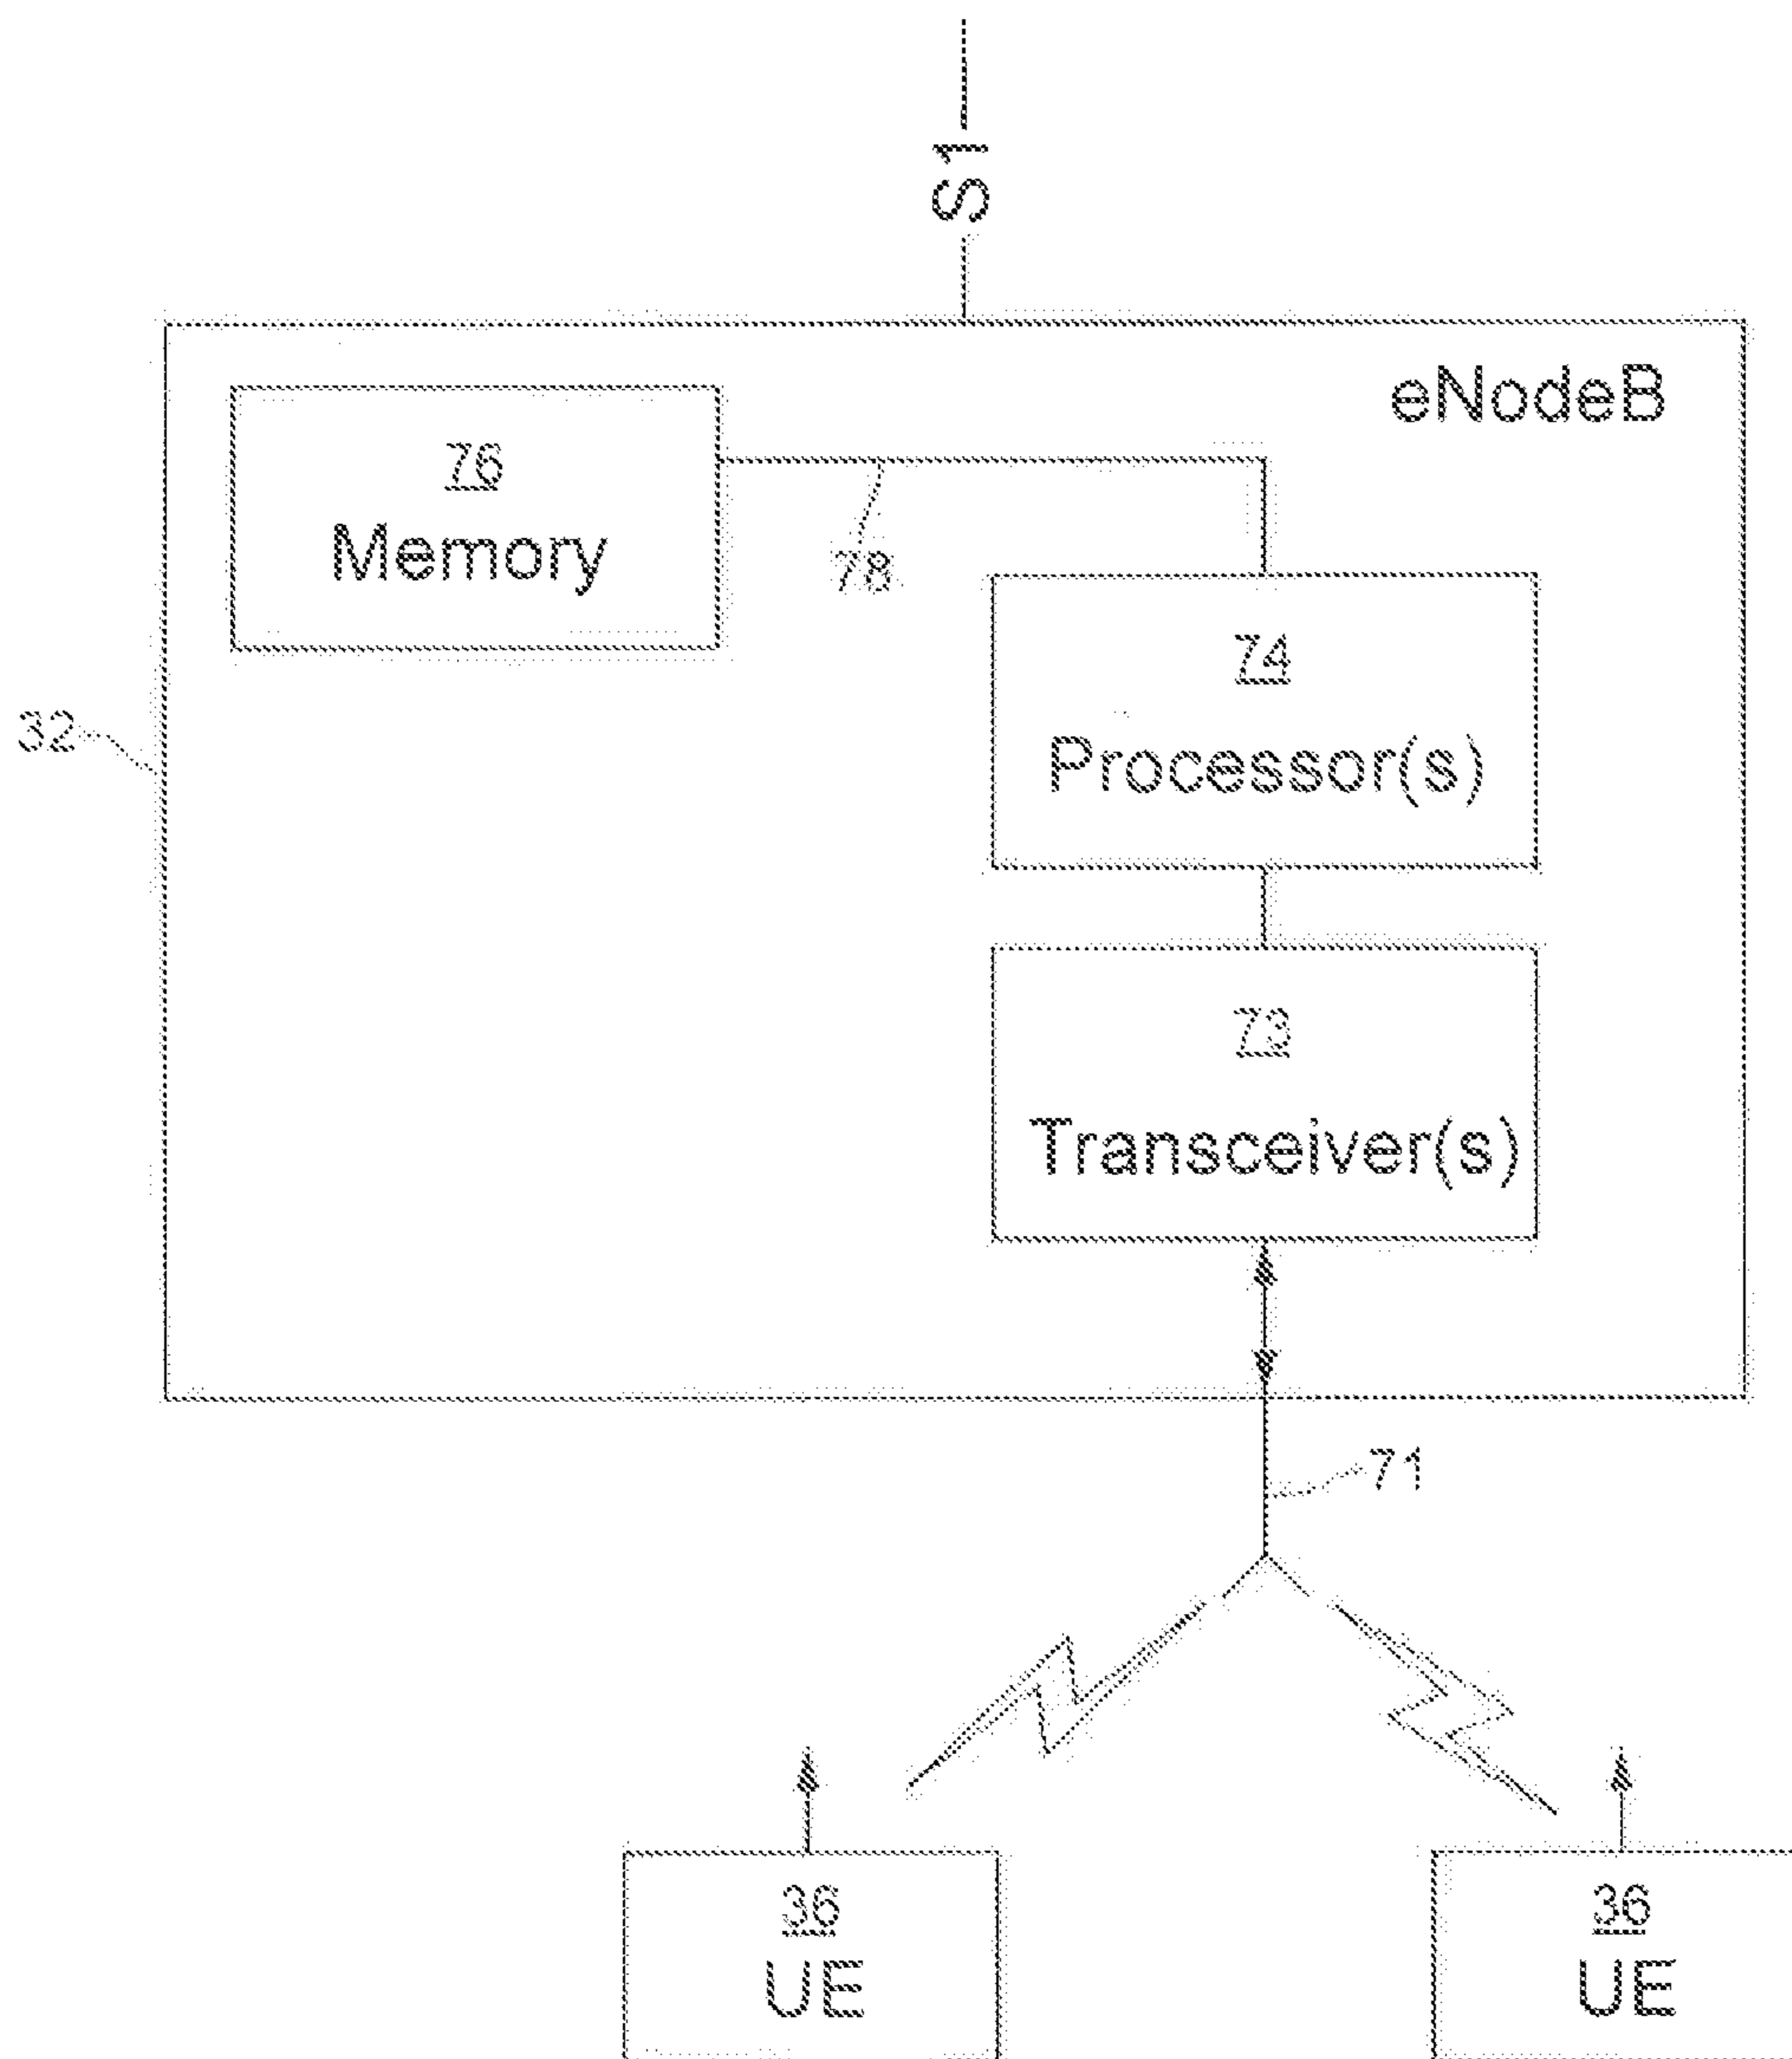 S1
eNodeB
76
Memory
78
74
Processor(s)
32
73
Transceiver(s)
71
36
UE
36
UE